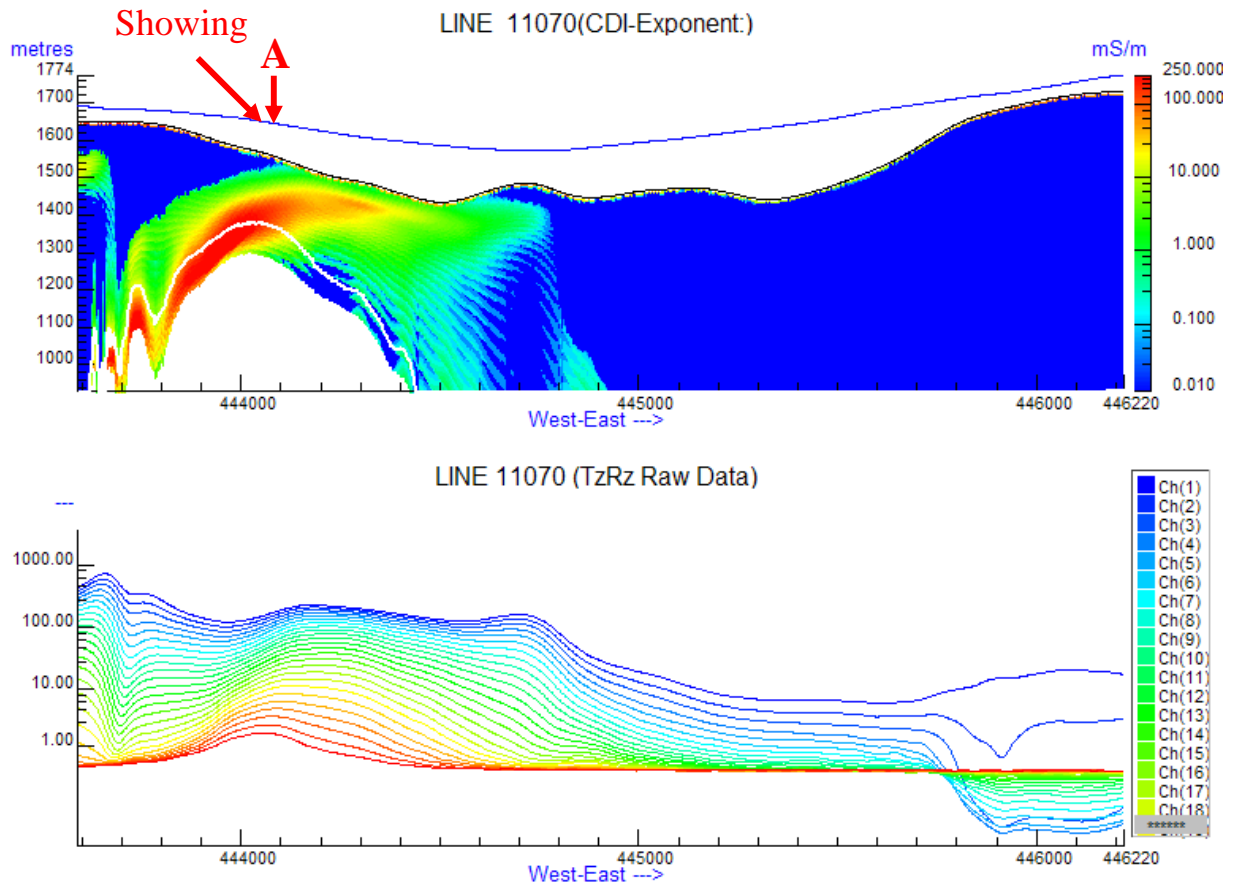 LINE 11070(CDI-Exponent:)
Showing
A
metres
mS/m
1774
1700
1600
1500
1400
1300
1200
1100
1000
250.000
100.000
10.000
1.000
0.100
0.010
444000
445000
446000
446220
West-East --->
LINE 11070 (TzRz Raw Data)
---
1000.00
100.00
10.00
1.00
Ch(1)
Ch(2)
Ch(3)
Ch(4)
Ch(5)
Ch(6)
Ch(7)
Ch(8)
Ch(9)
Ch(10)
Ch(11)
Ch(12)
Ch(13)
Ch(14)
Ch(15)
Ch(16)
Ch(17)
Ch(18)
******
444000
445000
446000
446220
West-East --->